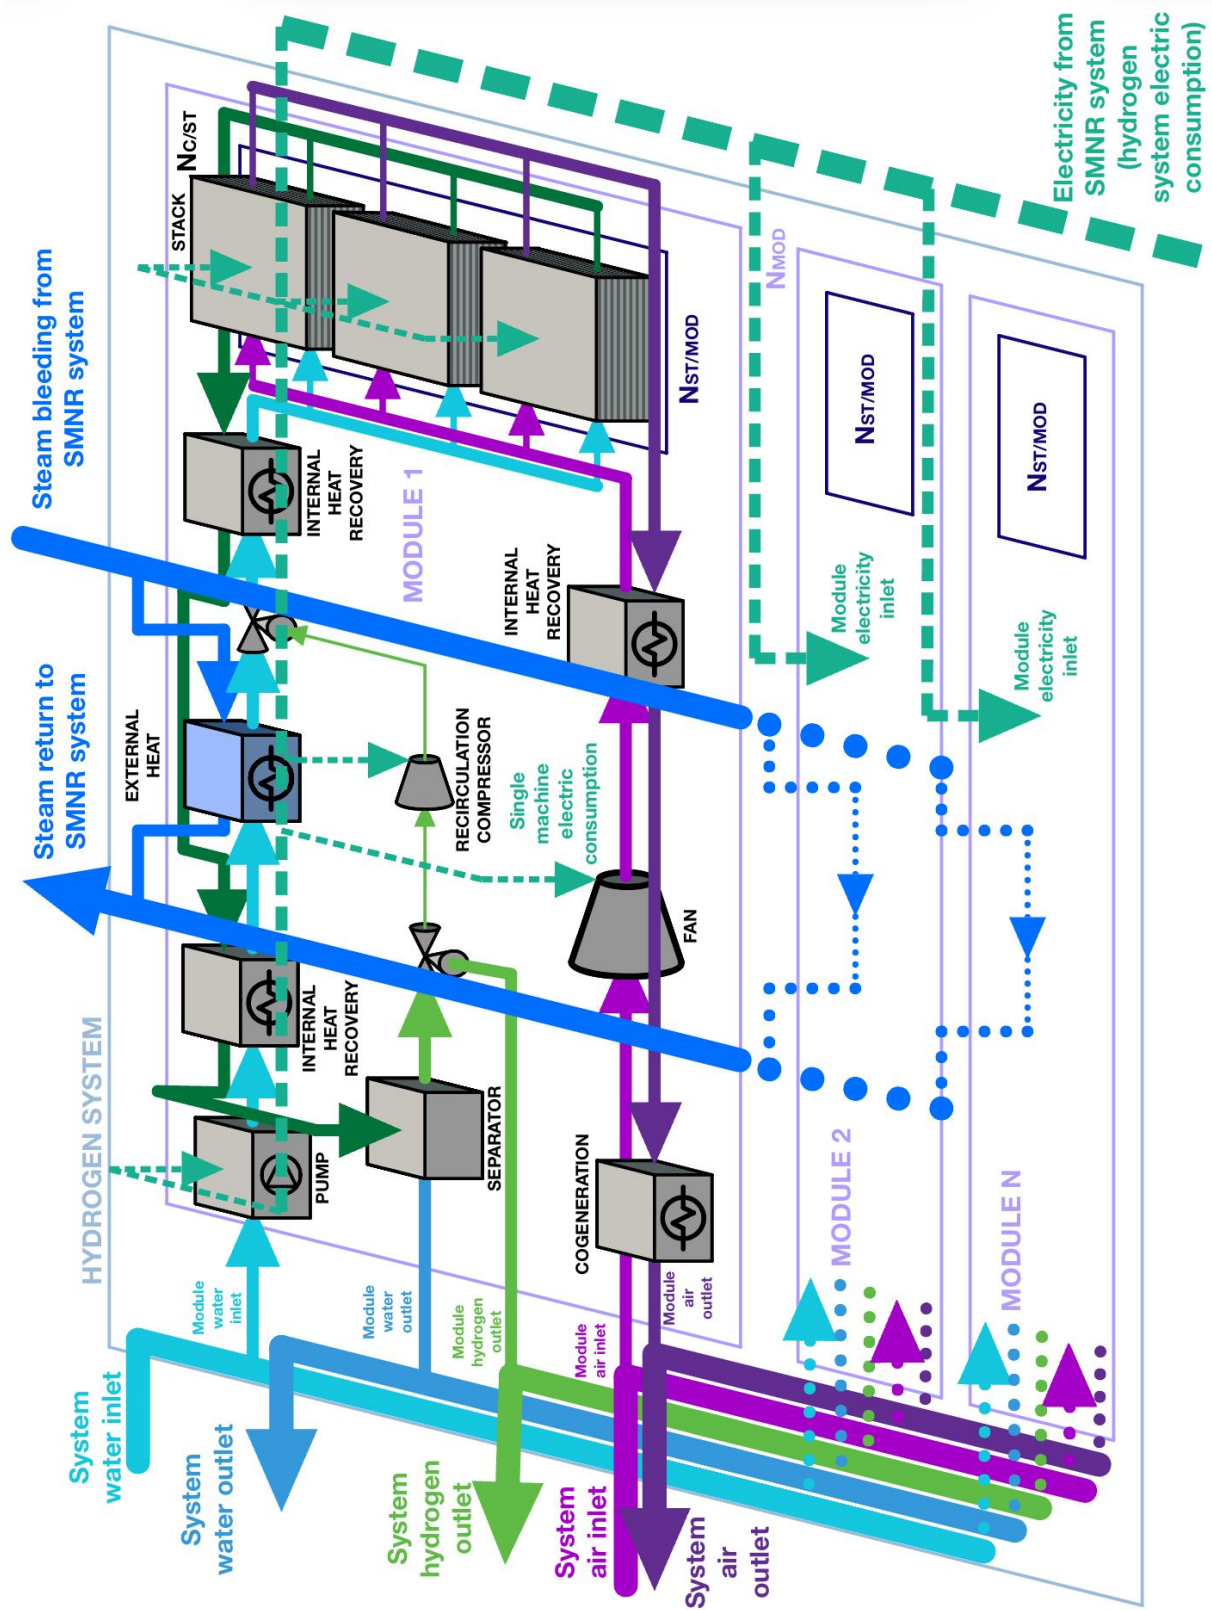 HYDROGEN SYSTEM
Steam return to
SMNR system
Steam bleeding from
SMNR system
Electricity from
SMNR system
(hydrogen
system electric
consumption)
System
water inlet
System
water outlet
System
hydrogen
outlet
System
air inlet
System
air
outlet
Module
water
inlet
Module
water
outlet
Module
hydrogen
outlet
Module
air inlet
Module
air
outlet
PUMP
INTERNAL
HEAT
RECOVERY
EXTERNAL
HEAT
INTERNAL
HEAT
RECOVERY
STACK
NC/ST
SEPARATOR
RECIRCULATION
COMPRESSOR
MODULE 1
Single
machine
electric
consumption
COGENERATION
FAN
INTERNAL
HEAT
RECOVERY
NST/MOD
NMOD
MODULE 2
Module
electricity
inlet
NST/MOD
MODULE N
Module
electricity
inlet
NST/MOD